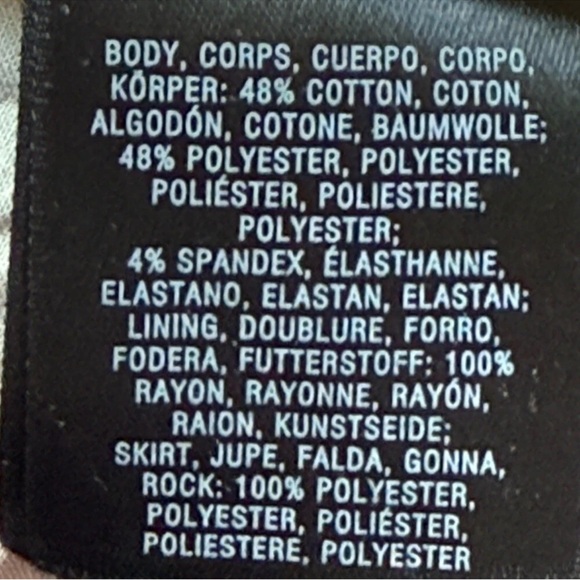 BODY, CORPS, CUERPO, CORPO,
KÖRPER: 48% COTTON, COTON,
ALGODÓN, COTONE, BAUMWOLLE;
48% POLYESTER, POLYESTER,
POLIÉSTER, POLIESTERE,
POLYESTER;
4% SPANDEX, ÉLASTHANNE,
ELASTANO, ELASTAN, ELASTAN;
LINING, DOUBLURE, FORRO,
FODERA, FUTTERSTOFF: 100%
RAYON, RAYONNE, RAYÓN,
RAION, KUNSTSEIDE;
SKIRT, JUPE, FALDA, GONNA,
ROCK: 100% POLYESTER,
POLYESTER, POLIÉSTER,
POLIESTERE, POLYESTER